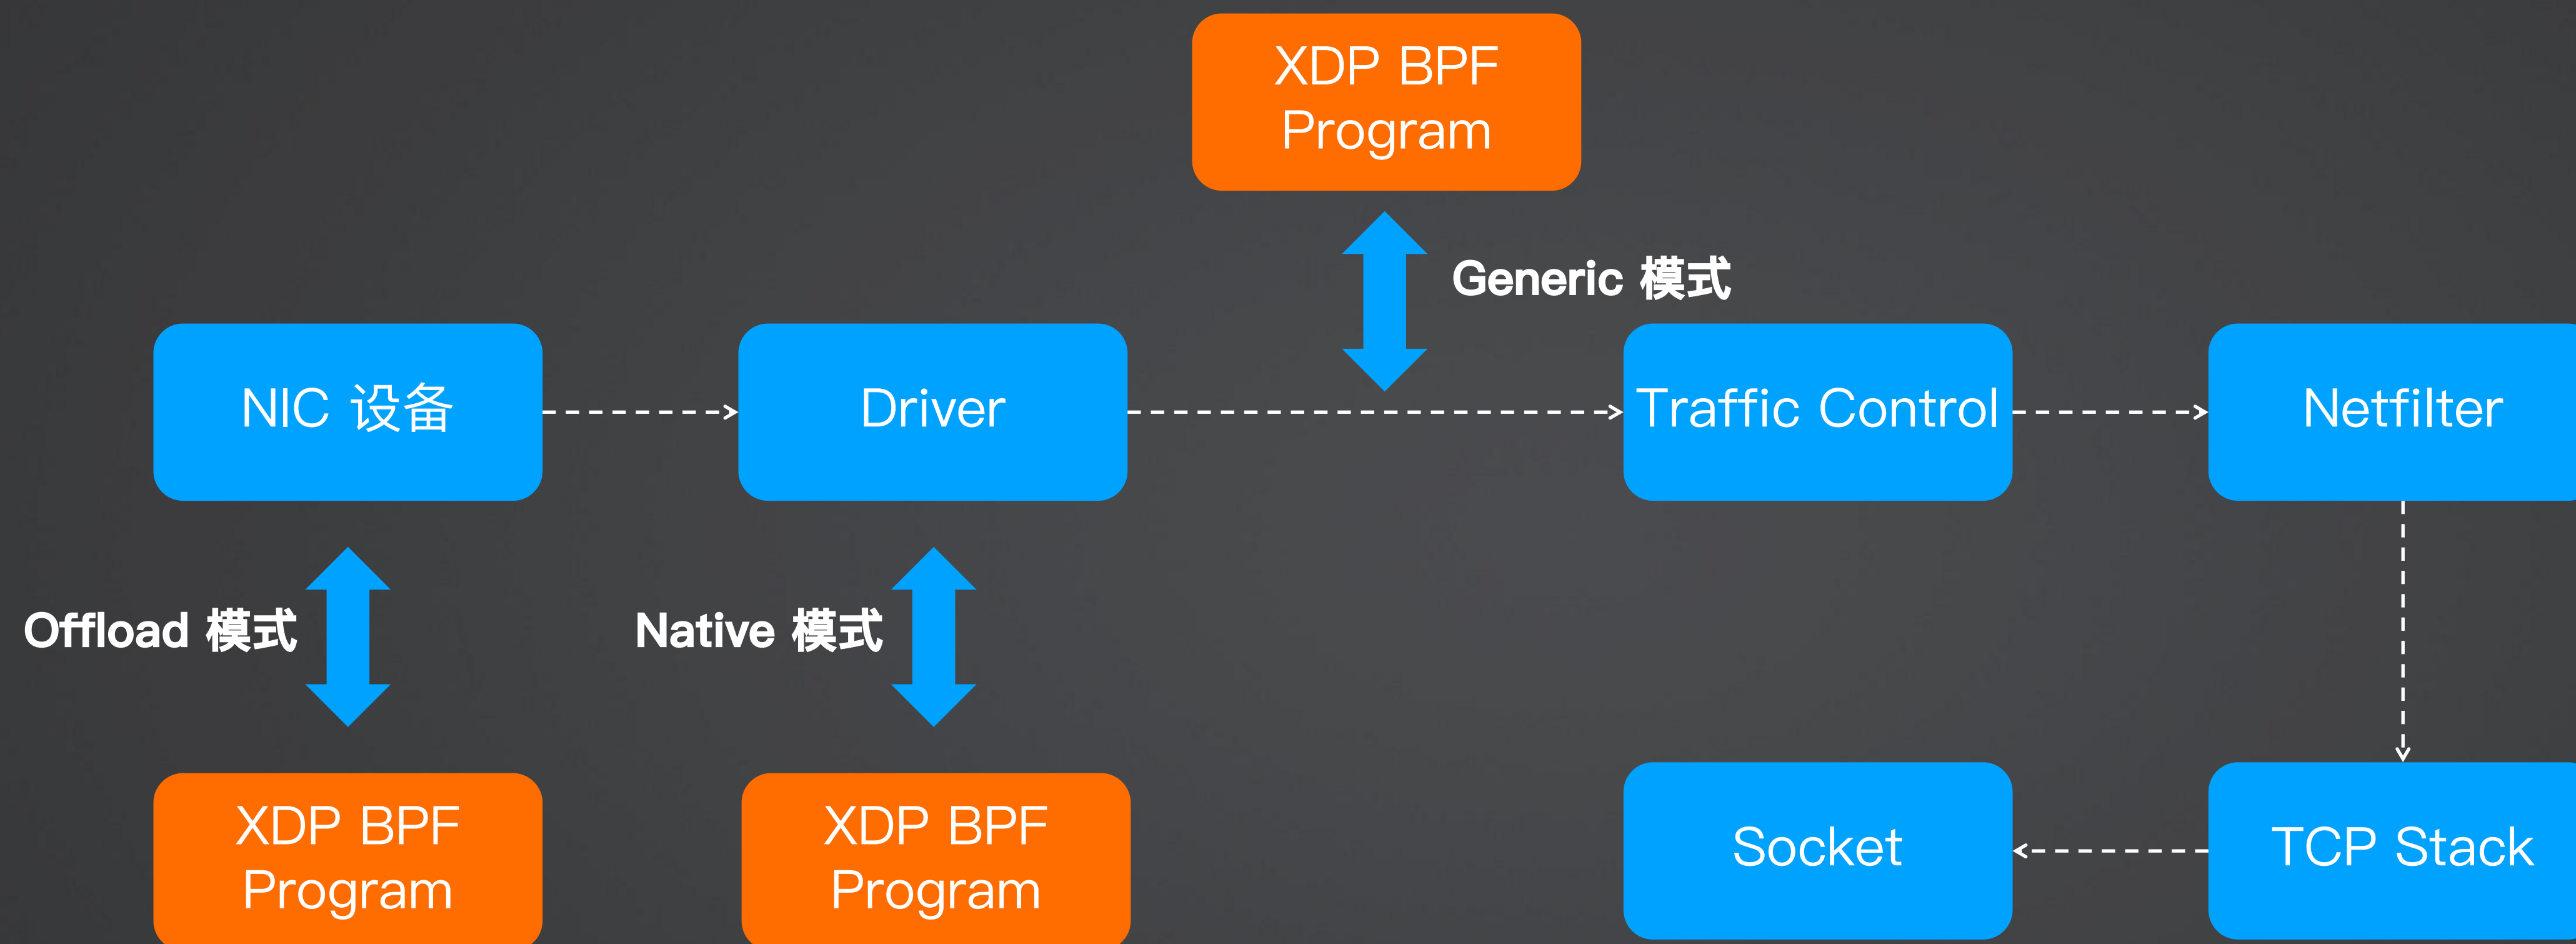 XDP BPF
Program
Generic 模式
NIC 设备
Driver
Traffic Control
Netfilter
Offload 模式
Native 模式
XDP BPF
Program
XDP BPF
Program
Socket
TCP Stack